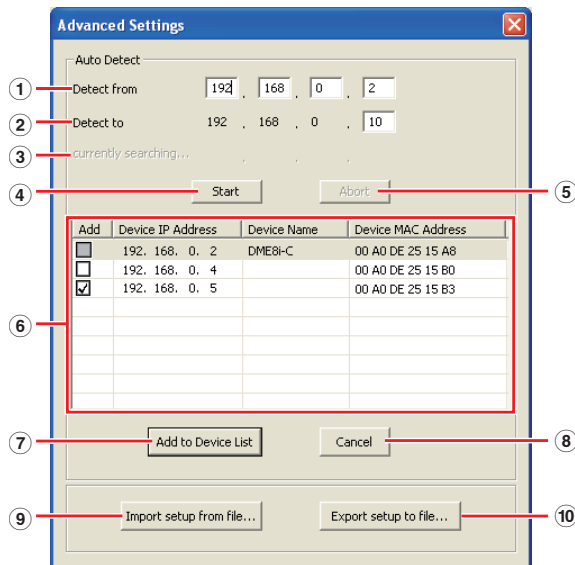 Advanced Settings
Auto Detect
① Detect from 192 . 168 . 0 . 2
② Detect to 192 . 168 . 0 . 10
③ currently searching... . . .
④ Start Abort ⑤
Add Device IP Address Device Name Device MAC Address
192. 168. 0. 2 DME8i-C 00 A0 DE 25 15 A8
192. 168. 0. 4 00 A0 DE 25 15 B0
192. 168. 0. 5 00 A0 DE 25 15 B3
⑥
⑦ Add to Device List Cancel ⑧
⑨ Import setup from file... Export setup to file... ⑩